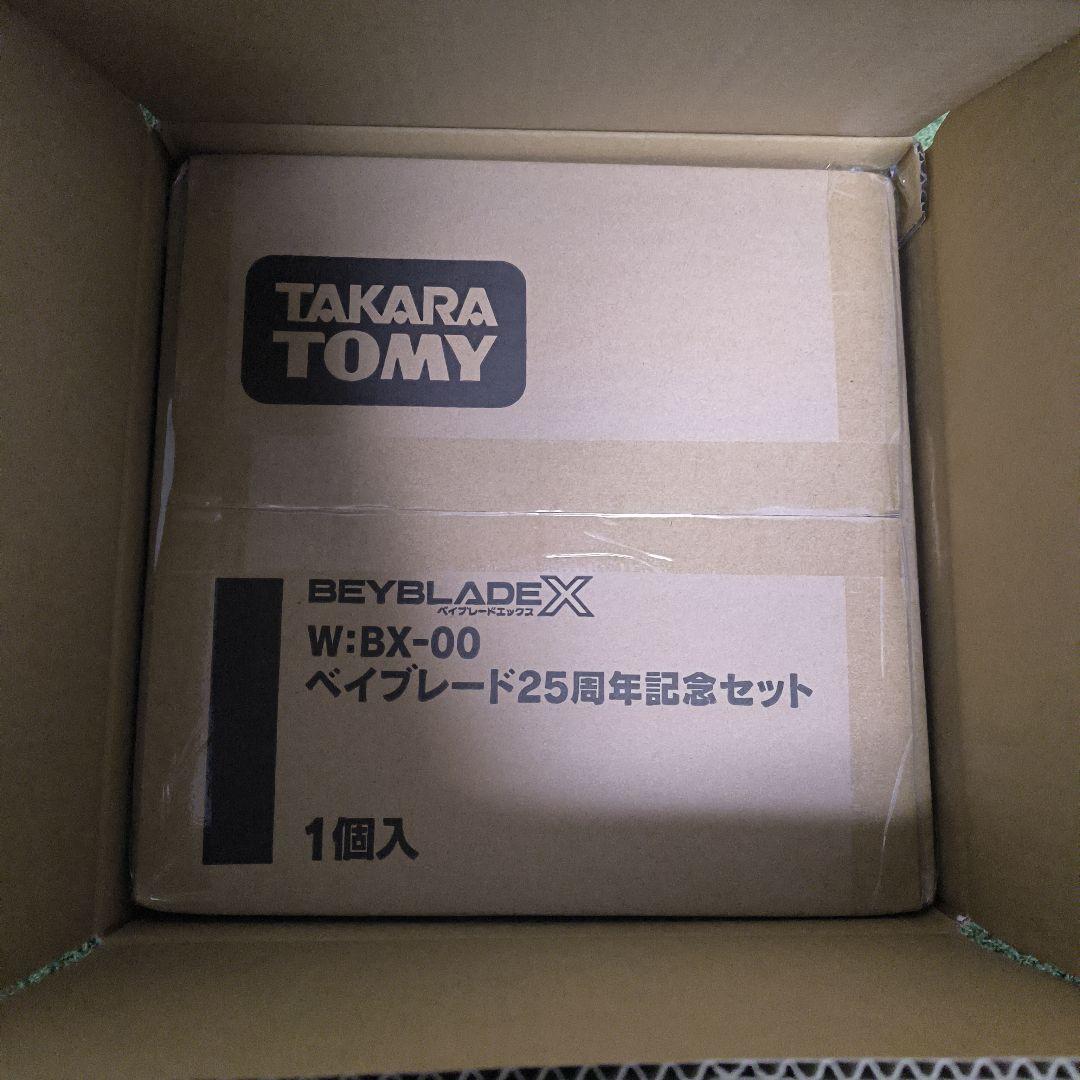 TAKARA
TOMY
BEYBLADE X
ベイブレードエックス
W:BX-00
ベイブレード25周年記念セット
1個入